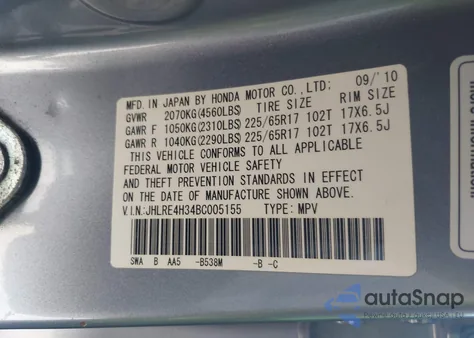 MFD. IN JAPAN BY HONDA MOTOR CO., LTD: 09/'10
GVWR 2070KG(4560LBS) TIRE SIZE RIM SIZE
GAWR F 1050KG(2310LBS) 225/65R17 102T 17X6.5J
GAWR R 1040KG(2290LBS) 225/65R17 102T 17X6.5J
THIS VEHICLE CONFORMS TO ALL APPLICABLE
FEDERAL MOTOR VEHICLE SAFETY
AND THEFT PREVENTION STANDARDS IN EFFECT
ON THE DATE OF MANUFACTURE SHOWN ABOVE.
V.I.N.:JHLRE4H34BC005155 TYPE: MPV
SWA B AA5 -B538M -B -C
autoSnap